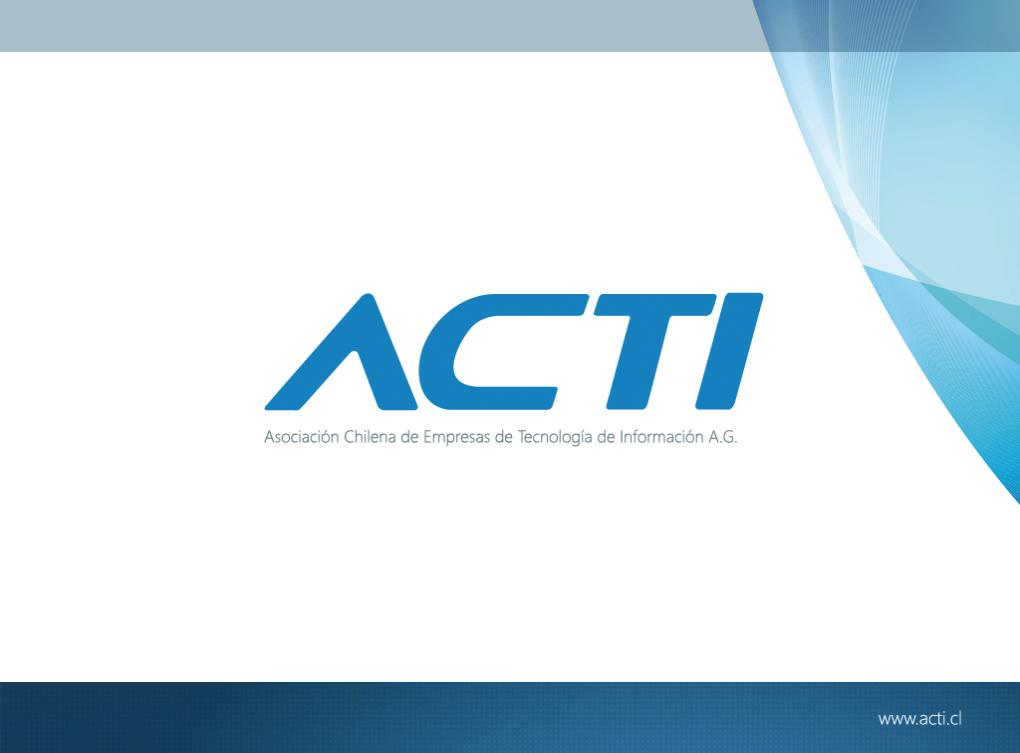 ACTI
Asociación Chilena de Empresas de Tecnología de Información A.G.
www.acti.cl